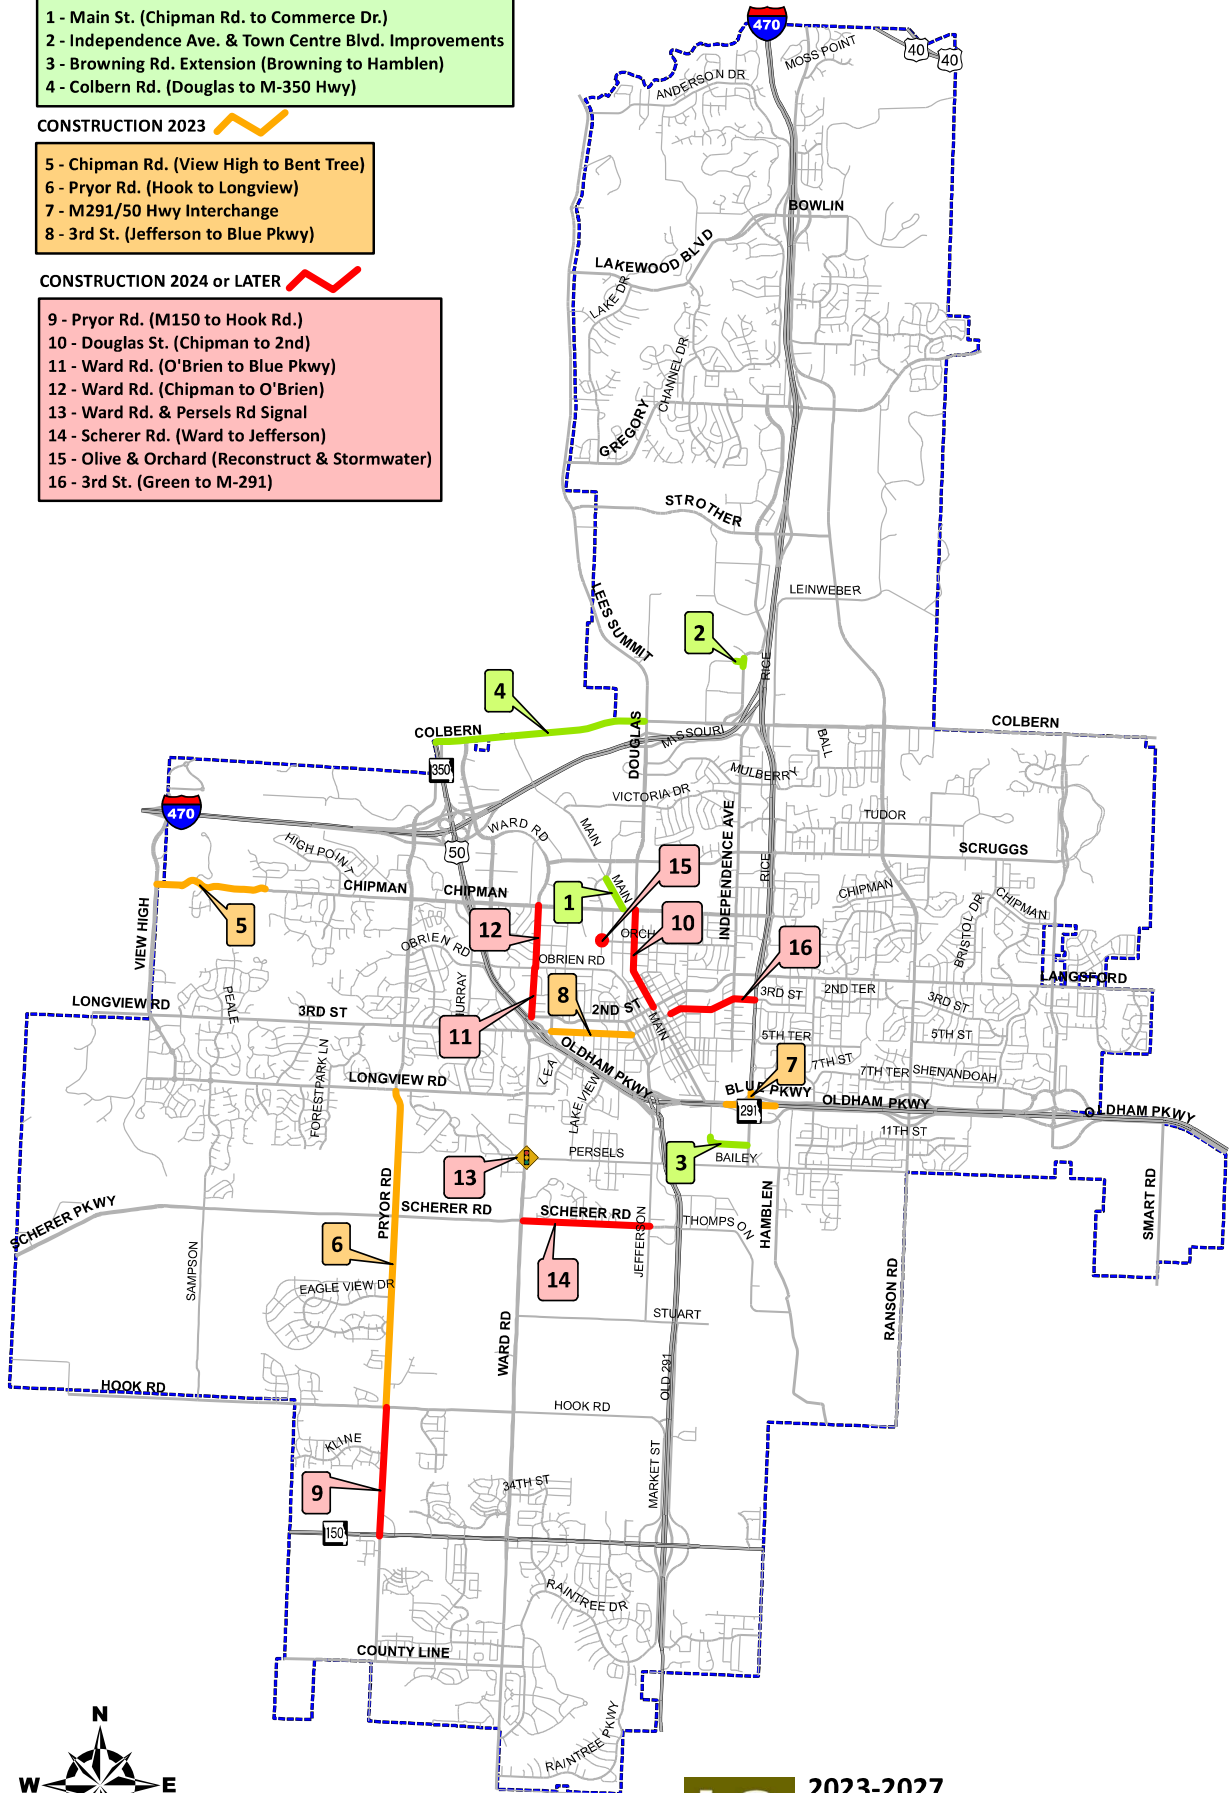 1 - Main St. (Chipman Rd. to Commerce Dr.)
2 - Independence Ave. & Town Centre Blvd. Improvements
3 - Browning Rd. Extension (Browning to Hamblen)
4 - Colbern Rd. (Douglas to M-350 Hwy)
CONSTRUCTION 2023
5 - Chipman Rd. (View High to Bent Tree)
6 - Pryor Rd. (Hook to Longview)
7 - M291/50 Hwy Interchange
8 - 3rd St. (Jefferson to Blue Pkwy)
CONSTRUCTION 2024 or LATER
9 - Pryor Rd. (M150 to Hook Rd.)
10 - Douglas St. (Chipman to 2nd)
11 - Ward Rd. (O'Brien to Blue Pkwy)
12 - Ward Rd. (Chipman to O'Brien)
13 - Ward Rd. & Persels Rd Signal
14 - Scherer Rd. (Ward to Jefferson)
15 - Olive & Orchard (Reconstruct & Stormwater)
16 - 3rd St. (Green to M-291)
470
40
40
MOSS POINT
ANDERSON DR
BOWLIN
LAKEWOOD BLVD
LAKE DR
CHANNEL DR
GREGORY
STROTHER
LEINWEBER
LEES SUMMIT
2
RICE
4
COLBERN
DOUGLAS
MISSOURI
COLBERN
350
BALL
MULBERRY
VICTORIA DR
470
TUDOR
WARD RD
MAIN
HIGH POINT
50
INDEPENDENCE AVE
RICE
SCRUGGS
15
CHIPMAN
CHIPMAN
MAIN
1
CHIPMAN
CHIPMAN
BRISTOL DR
5
VIEW HIGH
12
10
ORCH
OBRIEN RD
OBRIEN RD
16
LANGSFORD
PEALE
URRAY
8
2ND ST
3RD ST
2ND TER
3RD ST
LONGVIEW RD
3RD ST
11
MAIN
5TH TER
5TH ST
FORESTPARK LN
LEA
OLDHAM PKWY
7
7TH ST
7TH TER
SHENANDOAH
LONGVIEW RD
LAKEVIEW
BLUE PKWY
291
OLDHAM PKWY
OLDHAM PKWY
11TH ST
13
PERSELS
3
BAILEY
SMART RD
PRYOR RD
SCHERER PKWY
SCHERER RD
SCHERER RD
THOMPSON
HAMBLEN
6
SAMPSON
JEFFERSON
14
EAGLE VIEW DR
RANSON RD
STUART
WARD RD
OLD 291
HOOK RD
HOOK RD
KLINE
MARKET ST
9
34TH ST
150
RAINTREE DR
COUNTY LINE
RAINTREE PKWY
N
W
E
2023-2027